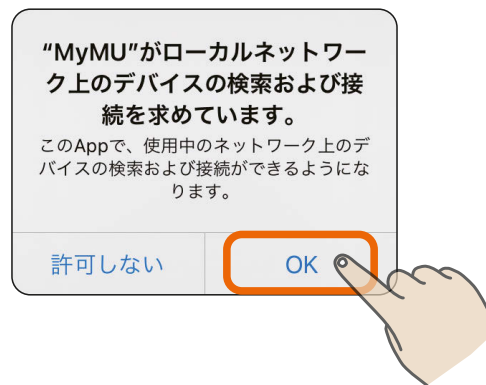 “MyMU”がローカルネットワー
ク上のデバイスの検索および接
続を求めています。
このAppで、使用中のネットワーク上のデ
バイスの検索および接続ができるようにな
ります。
許可しない
OK